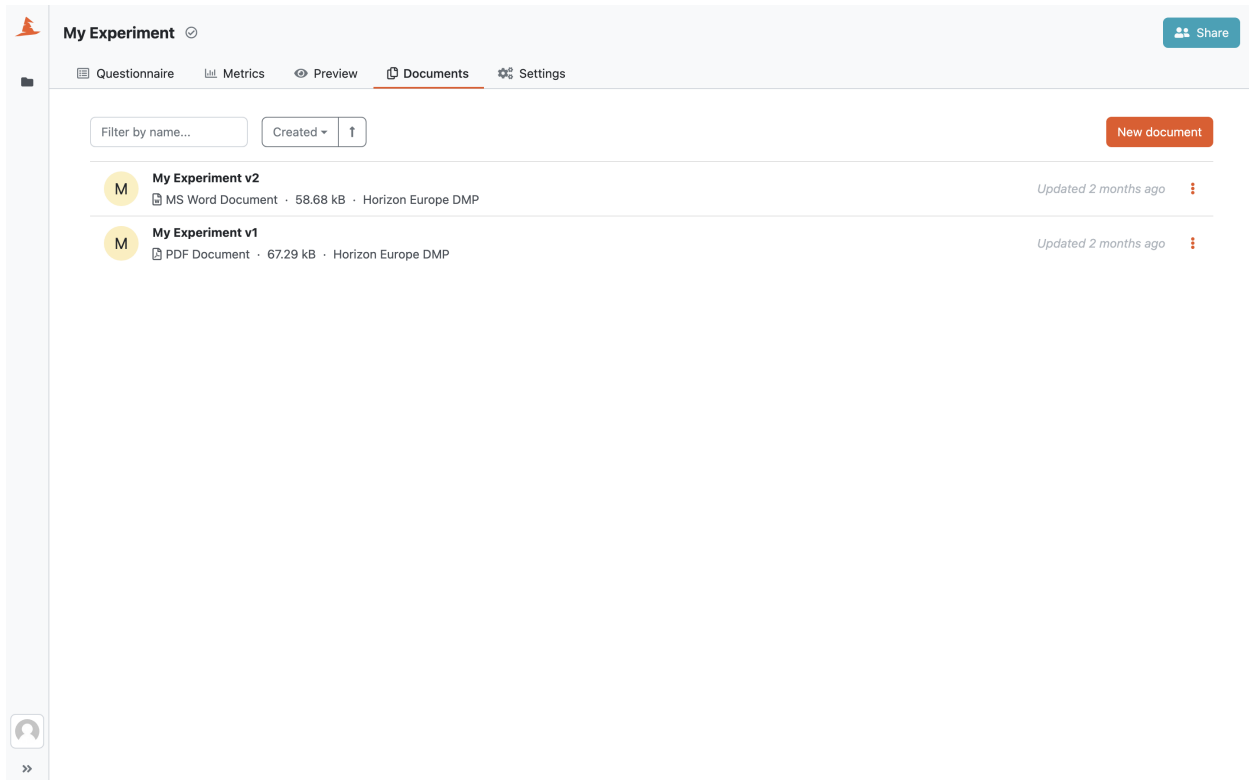 My Experiment
Share
Questionnaire Metrics Preview Documents Settings
Filter by name... Created New document
My Experiment v2
MS Word Document · 58.68 kB · Horizon Europe DMP
Updated 2 months ago
My Experiment v1
PDF Document · 67.29 kB · Horizon Europe DMP
Updated 2 months ago
M
M